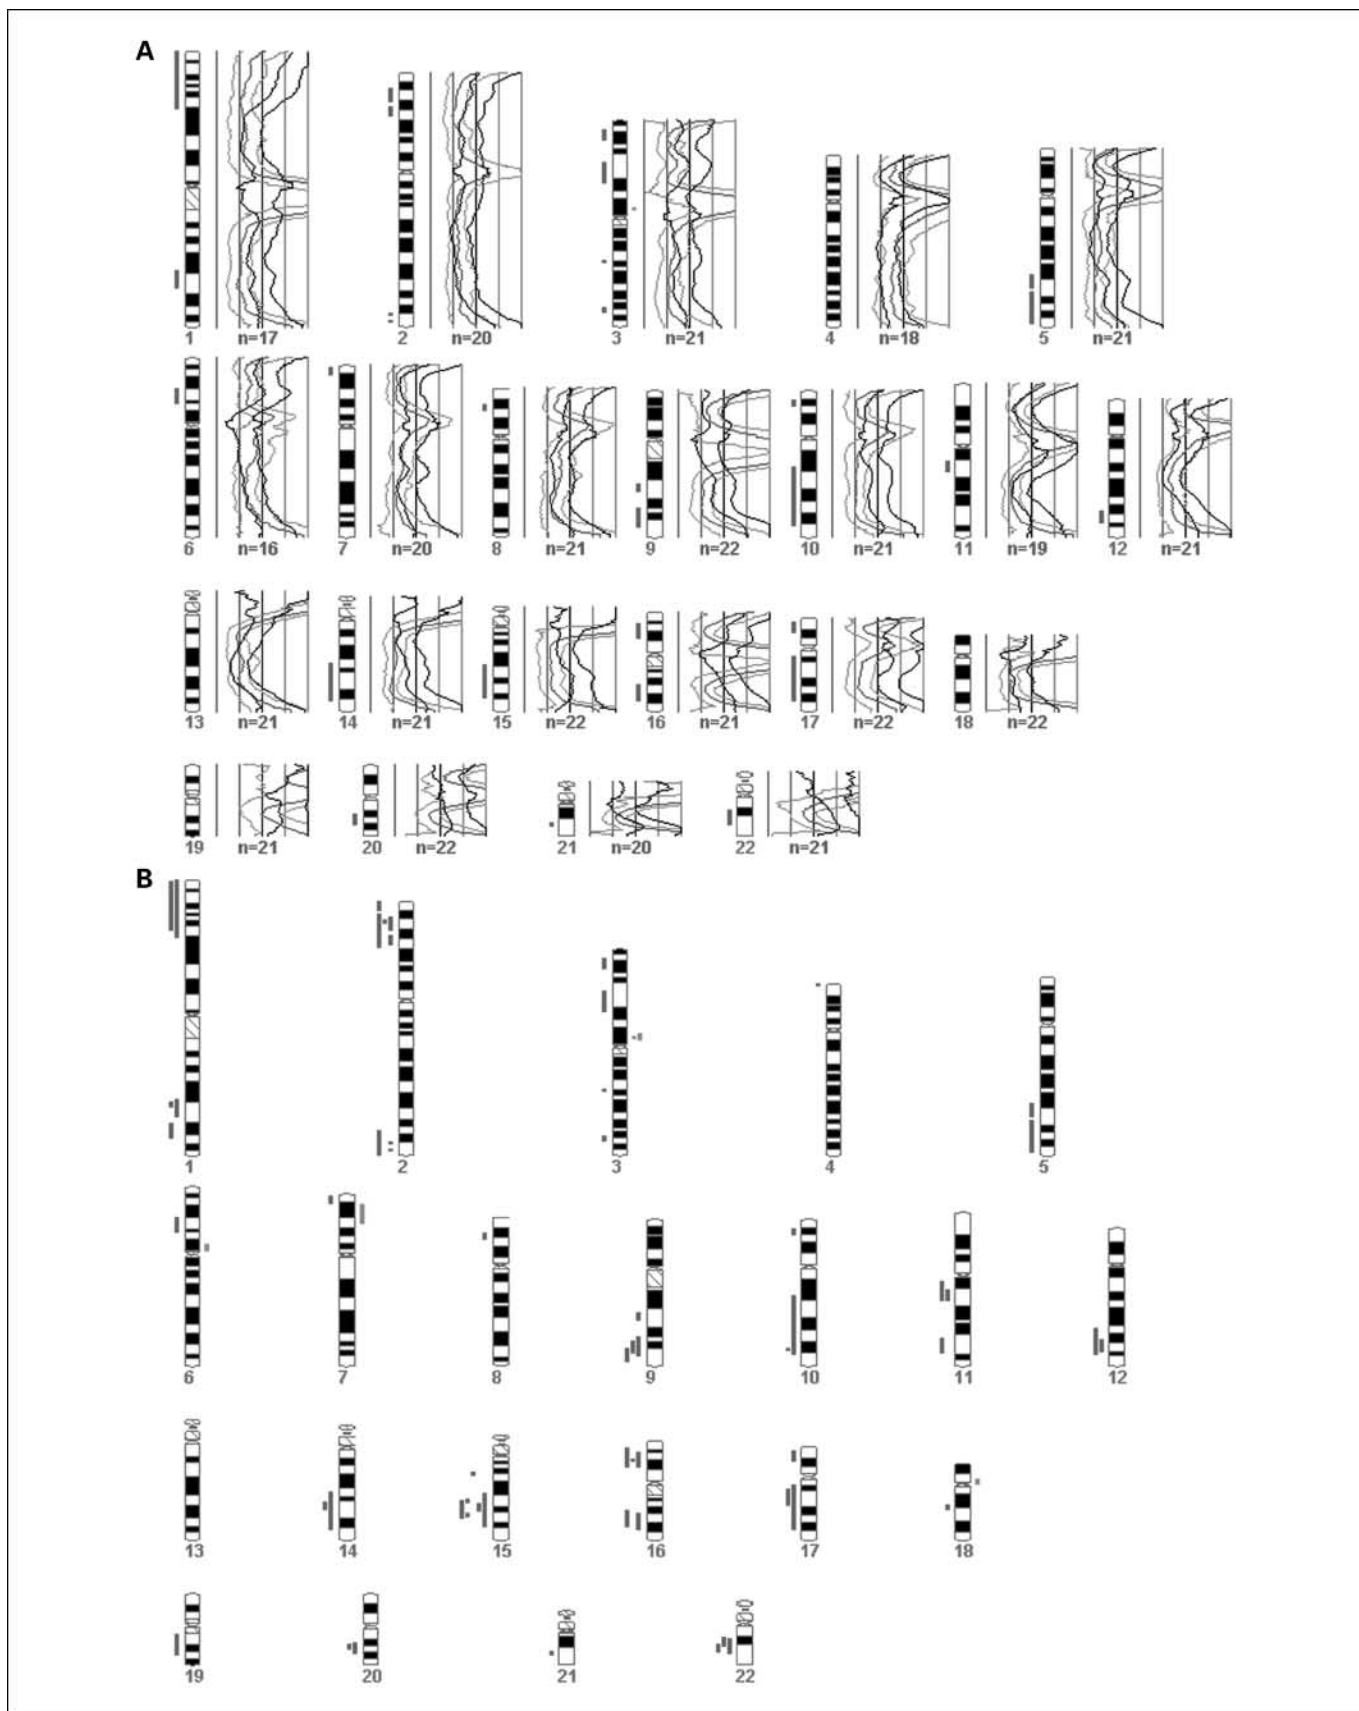 A
1 n=17 2 n=20 3 n=21 4 n=18 5 n=21
6 n=16 7 n=20 8 n=21 9 n=22 10 n=21 11 n=19 12 n=21
13 n=21 14 n=21 15 n=22 16 n=21 17 n=22 18 n=22
19 n=21 20 n=22 21 n=20 22 n=21
B
1 2 3 4 5
6 7 8 9 10 11 12
13 14 15 16 17 18
19 20 21 22